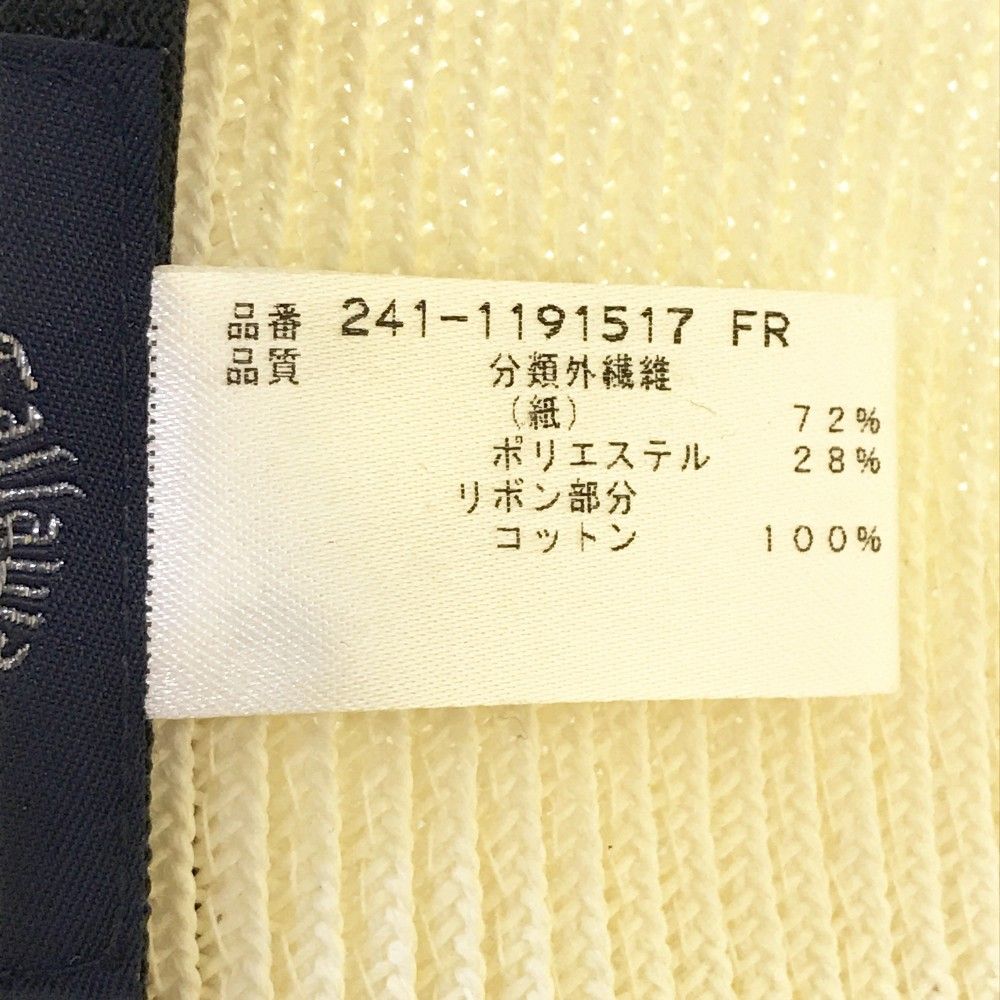 品番 241-1191517 FR
品質 分類外繊維
(紙) 72%
ポリエステル 28%
リボン部分
コットン 100%
Callaway